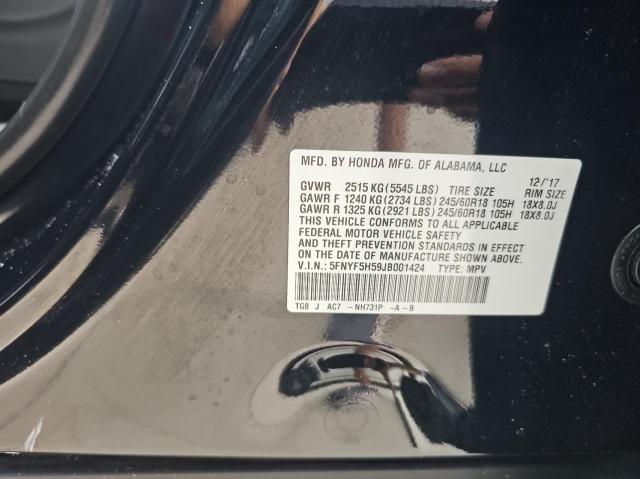 MFD. BY HONDA MFG. OF ALABAMA, LLC
12/'17
GVWR 2515 KG (5545 LBS) TIRE SIZE RIM SIZE
GAWR F 1240 KG (2734 LBS) 245/60R18 105H 18X8.0J
GAWR R 1325 KG (2921 LBS) 245/60R18 105H 18X8.0J
THIS VEHICLE CONFORMS TO ALL APPLICABLE
FEDERAL MOTOR VEHICLE SAFETY
AND THEFT PREVENTION STANDARDS IN EFFECT
ON THE DATE OF MANUFACTURE SHOWN ABOVE.
V.I.N.: 5FNYF5H59JB001424 TYPE: MPV
TG8 J AC7 -NH731P -A-B